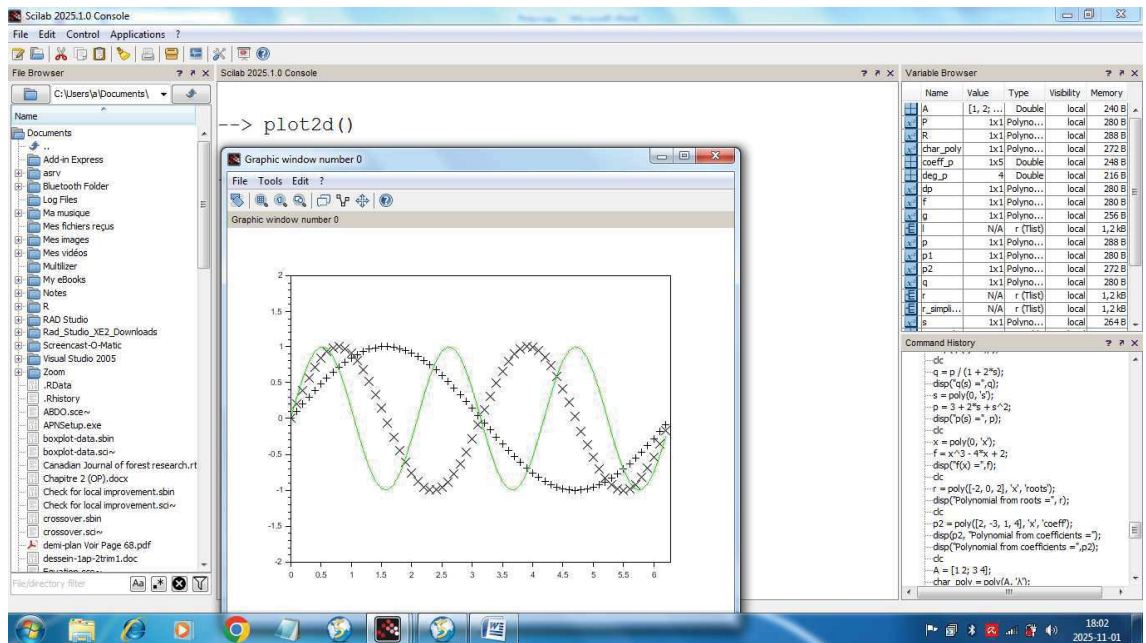 Scilab 2025.1.0 Console
File Edit Control Applications ?
File Browser
C:\Users\a\Documents\
Name
Documents
..
Add-in Express
asrv
Bluetooth Folder
Log Files
Ma musique
Mes fichiers reçus
Mes images
Mes vidéos
Multilizer
My eBooks
Notes
R
RAD Studio
Rad_Studio_XE2_Downloads
Screencast-O-Matic
Visual Studio 2005
Zoom
.RData
.Rhistory
ABDO.sce~
APNSetup.exe
boxplot-data.sbin
boxplot-data.sci~
Canadian Journal of forest research.rt
Chapitre 2 (OP).docx
Check for local improvement.sbin
Check for local improvement.sci~
crossover.sbin
crossover.sci~
demi-plan Voir Page 68.pdf
dessein-1ap-2trim1.doc
File/directory filter
Aa .*
Scilab 2025.1.0 Console
--> plot2d()
Graphic window number 0
File Tools Edit ?
Graphic window number 0
2
1.5
1
0.5
0
-0.5
-1
-1.5
-2
0 0.5 1 1.5 2 2.5 3 3.5 4 4.5 5 5.5 6
Variable Browser
Name Value Type Visibility Memory
A [1, 2; ... Double local 240 B
P 1x1 Polyno... local 280 B
R 1x1 Polyno... local 288 B
char_poly 1x1 Polyno... local 272 B
coeff_p 1x5 Double local 248 B
deg_p 4 Double local 216 B
dp 1x1 Polyno... local 280 B
f 1x1 Polyno... local 280 B
g 1x1 Polyno... local 256 B
l N/A r (Tlist) local 1,2 kB
p 1x1 Polyno... local 288 B
p1 1x1 Polyno... local 280 B
p2 1x1 Polyno... local 272 B
q 1x1 Polyno... local 280 B
r N/A r (Tlist) local 1,2 kB
r_simpli... N/A r (Tlist) local 1,2 kB
s 1x1 Polyno... local 264 B
Command History
clc
q = p / (1 + 2*s);
disp("q(s) =",q);
s = poly(0, 's');
p = 3 + 2*s + s^2;
disp("p(s) =", p);
clc
x = poly(0, 'x');
f = x^3 - 4*x + 2;
disp("f(x) =",f);
clc
r = poly([-2, 0, 2], 'x', 'roots');
disp("Polynomial from roots =", r);
clc
p2 = poly([2, -3, 1, 4], 'x', 'coeff');
disp(p2, "Polynomial from coefficients =");
disp("Polynomial from coefficients =",p2);
clc
A = [1 2; 3 4];
char_poly = poly(A, 'λ');
18:02
2025-11-01